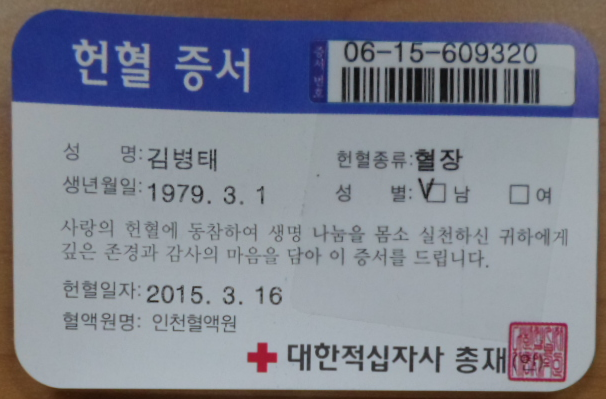 헌혈 증서
증서 번호
06-15-609320
성 명: 김병태
헌혈종류: 혈장
생년월일: 1979. 3. 1
성 별: V□ 남 □ 여
사랑의 헌혈에 동참하여 생명 나눔을 몸소 실천하신 귀하에게
깊은 존경과 감사의 마음을 담아 이 증서를 드립니다.
헌혈일자: 2015. 3. 16
혈액원명: 인천혈액원
대한적십자사 총재 (인)